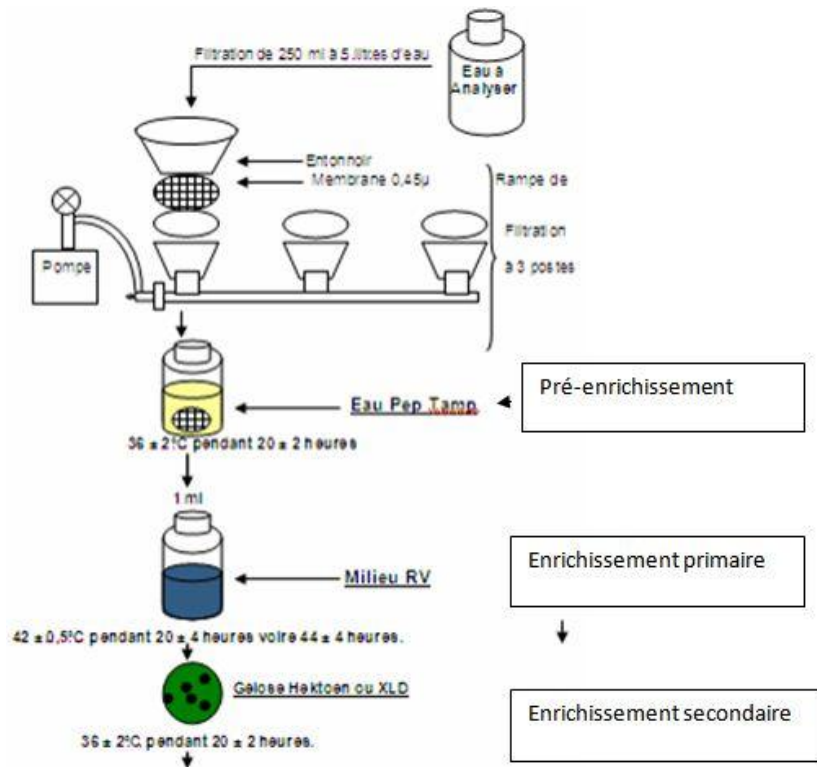 Filtration de 250 ml à 5 litres d'eau
Eau à
Analyser
Entonnoir
Membrane 0,45µ
Rampe de
Filtration
à 3 postes
Pompe
Eau Pep Tamp
Pré-enrichissement
36 ± 2°C pendant 20 ± 2 heures
1 ml
Milieu RV
Enrichissement primaire
42 ± 0,5°C pendant 20 ± 4 heures voire 44 ± 4 heures.
Gélose Hektoen ou XLD
Enrichissement secondaire
36 ± 2°C pendant 20 ± 2 heures.